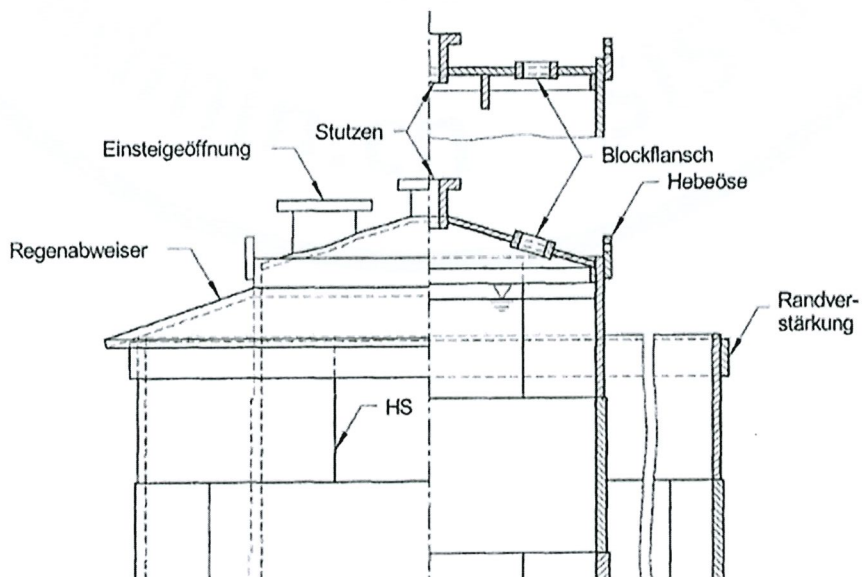 Stutzen
Einsteigeöffnung
Blockflansch
Hebeöse
Regenabweiser
Randver-
stärkung
HS